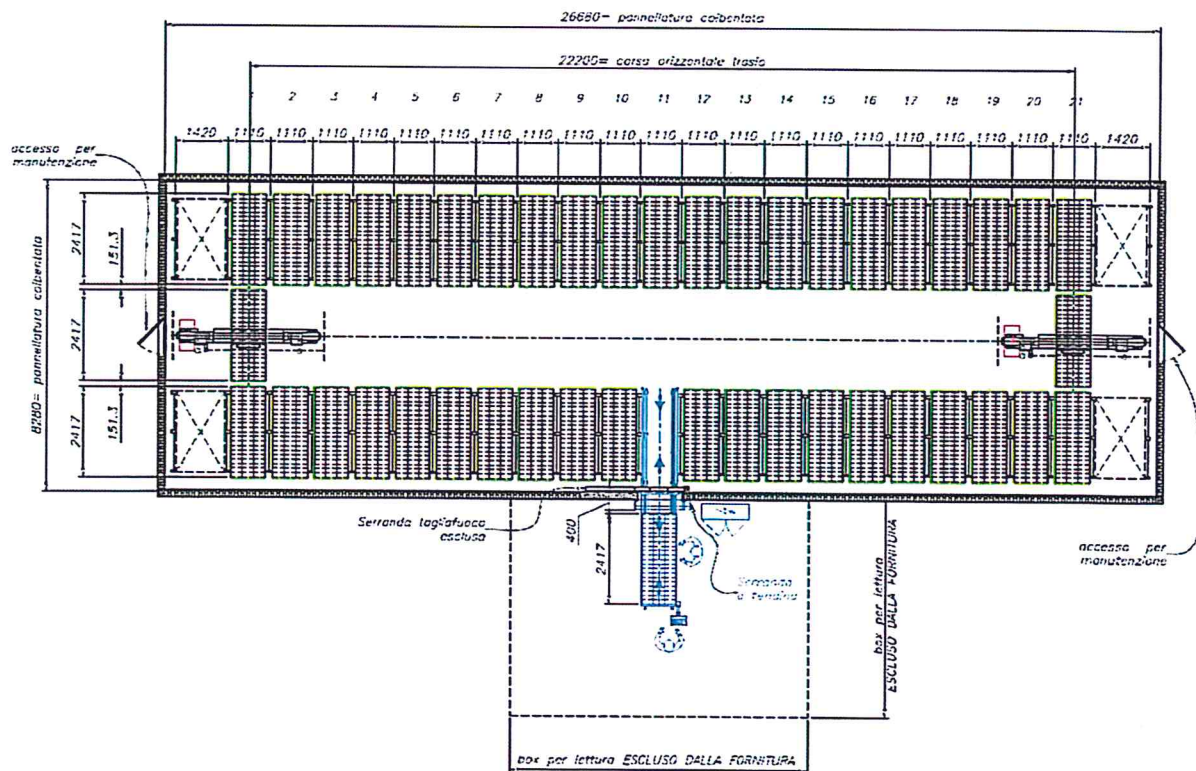 26680= pannellatura coibentata
22200= corsa orizzontale traslo
1 2 3 4 5 6 7 8 9 10 11 12 13 14 15 16 17 18 19 20 21
1420 1110 1110 1110 1110 1110 1110 1110 1110 1110 1110 1110 1110 1110 1110 1110 1110 1110 1110 1110 1110 1110 1420
accesso per
manutenzione
8280= pannellatura coibentata
2417
151.3
2417
151.3
2417
Serranda tagliafuoco
esclusa
400
2417
Serranda
a tendina
accesso per
manutenzione
box per lettura
ESCLUSO DALLA FORNITURA
box per lettura ESCLUSO DALLA FORNITURA